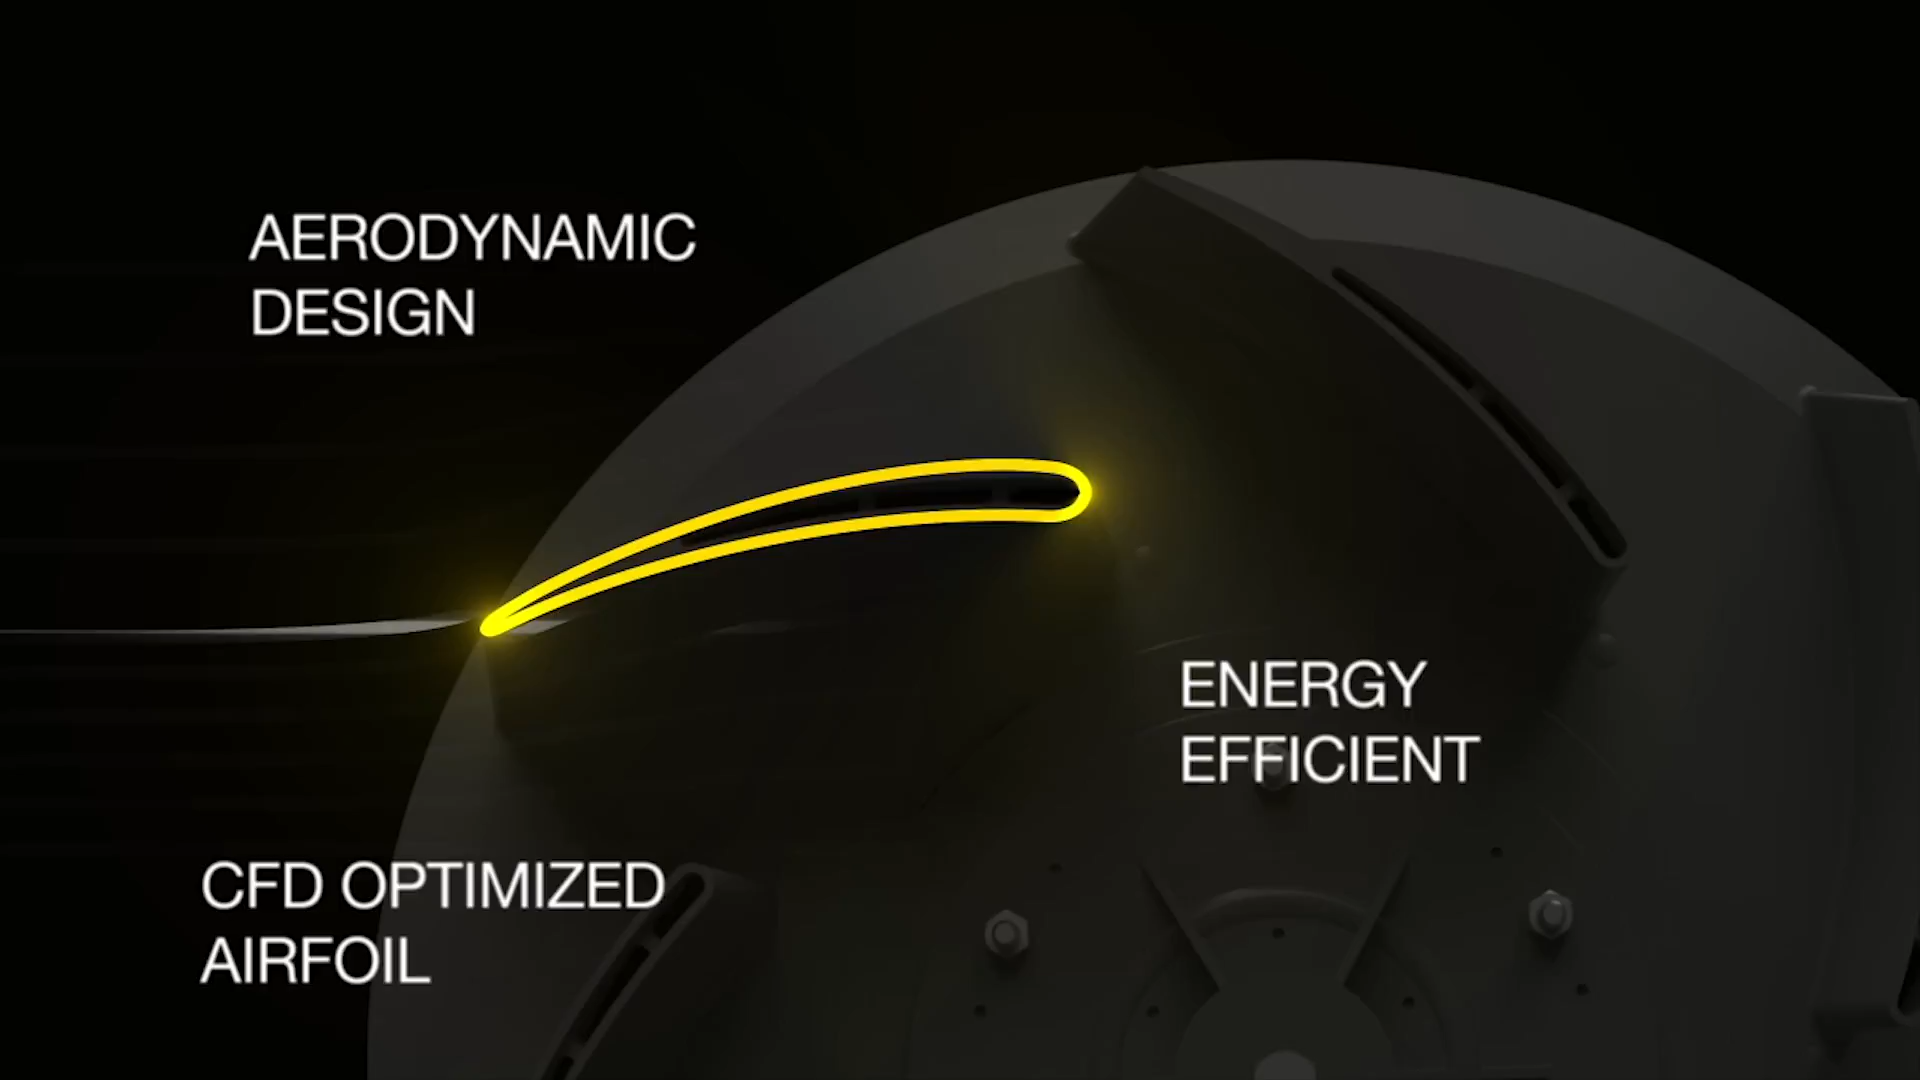 AERODYNAMIC
DESIGN
ENERGY
EFFICIENT
CFD OPTIMIZED
AIRFOIL